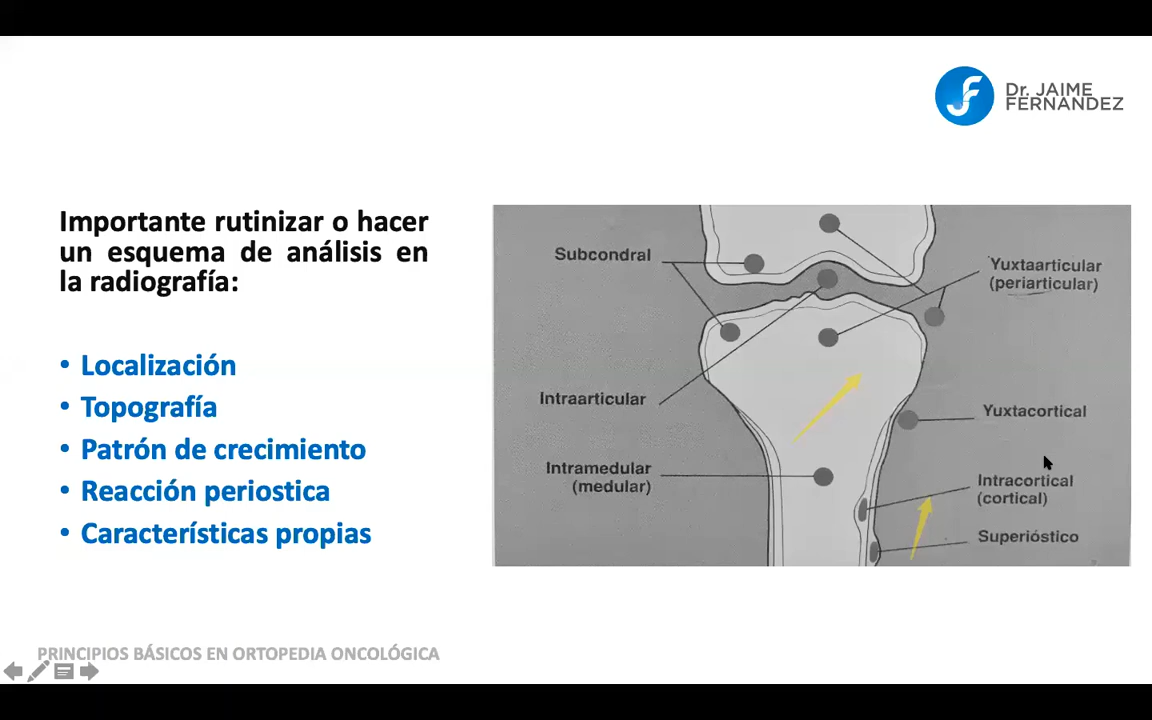 Dr. JAIME
FERNANDEZ
Importante rutinizar o hacer
un esquema de análisis en
la radiografía:
• Localización
• Topografía
• Patrón de crecimiento
• Reacción periostica
• Características propias
Subcondral
Yuxtaarticular
(periarticular)
Intraarticular
Yuxtacortical
Intramedular
(medular)
Intracortical
(cortical)
Superióstico
PRINCIPIOS BÁSICOS EN ORTOPEDIA ONCOLÓGICA